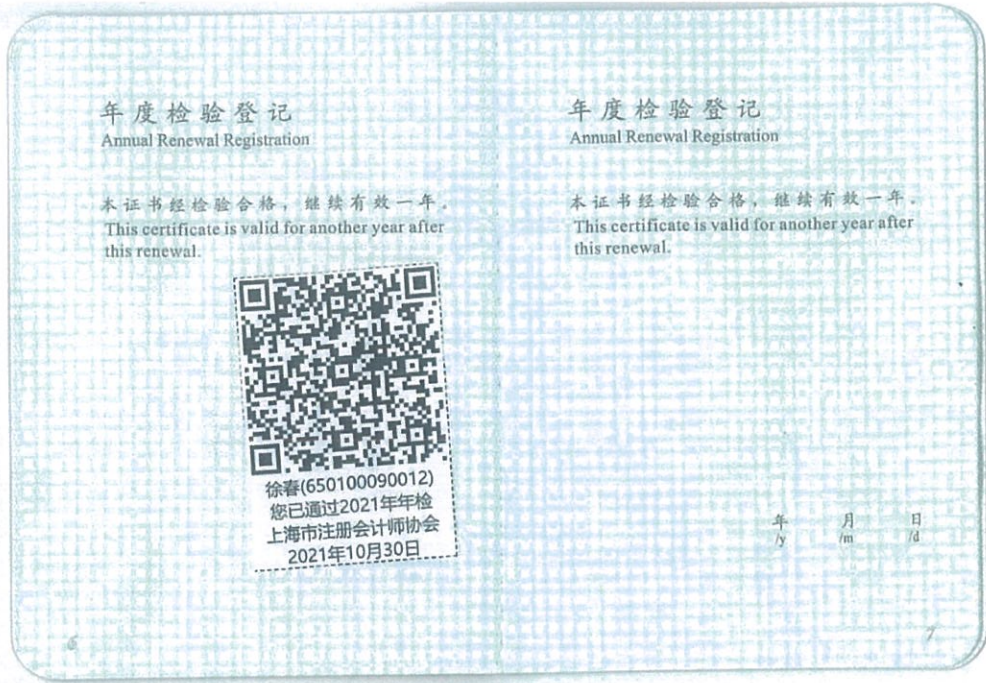 年度检验登记
Annual Renewal Registration
本证书经检验合格，继续有效一年。
This certificate is valid for another year after
this renewal.
徐春(650100090012)
您已通过2021年年检
上海市注册会计师协会
2021年10月30日
6
年度检验登记
Annual Renewal Registration
本证书经检验合格，继续有效一年。
This certificate is valid for another year after
this renewal.
年 月 日
/y /m /d
7